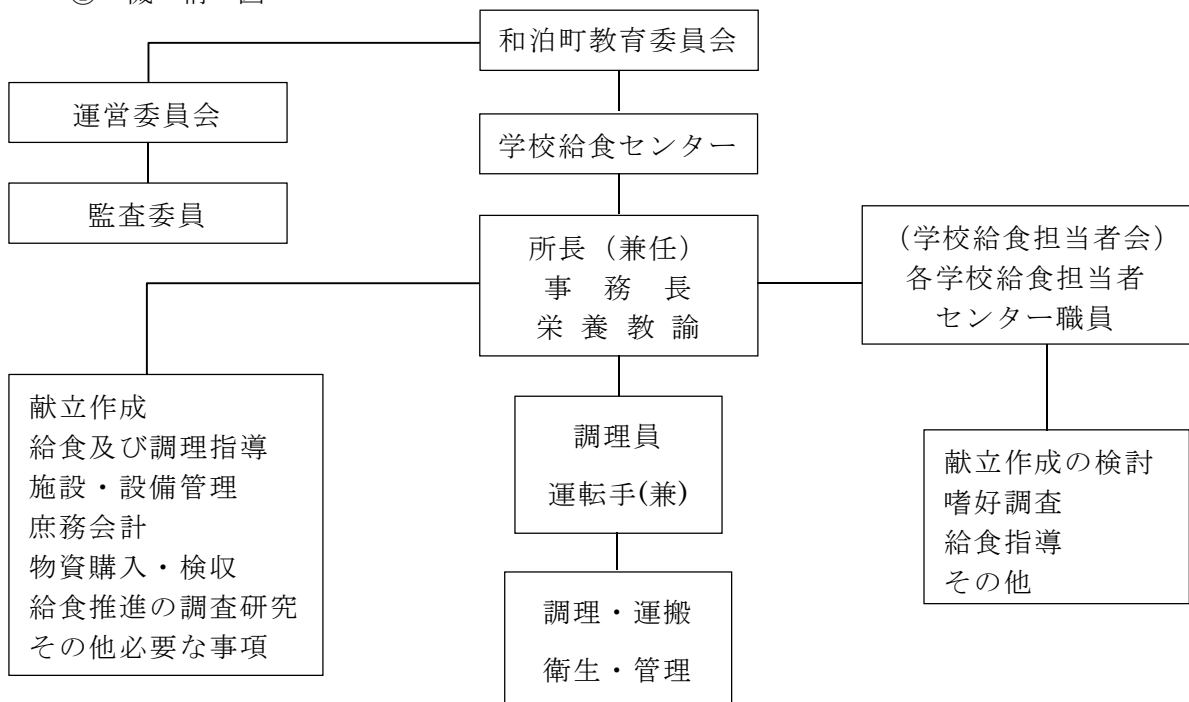 機 構 図
和泊町教育委員会
運営委員会
学校給食センター
監査委員
所長（兼任）
事 務 長
栄 養 教 諭
（学校給食担当者会）
各学校給食担当者
センター職員
献立作成
給食及び調理指導
施設・設備管理
庶務会計
物資購入・検収
給食推進の調査研究
その他必要な事項
調理員
運転手(兼)
献立作成の検討
嗜好調査
給食指導
その他
調理・運搬
衛生・管理